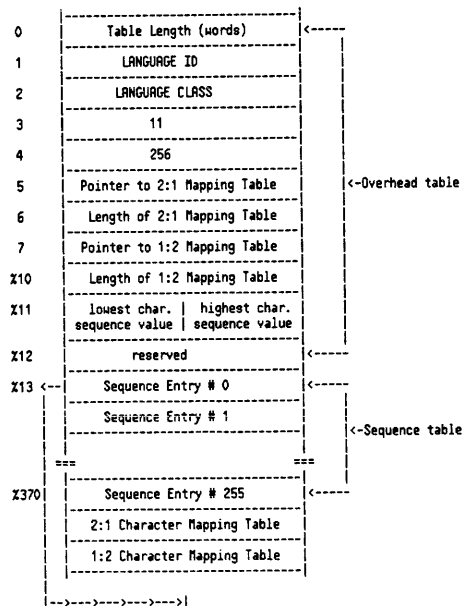 0 Table Length (words) <-----
1 LANGUAGE ID
2 LANGUAGE CLASS
3 11
4 256
5 Pointer to 2:1 Mapping Table <-Overhead table
6 Length of 2:1 Mapping Table
7 Pointer to 1:2 Mapping Table
%10 Length of 1:2 Mapping Table
%11 lowest char. | highest char.
sequence value | sequence value
%12 reserved <-----
%13 <-- Sequence Entry # 0 <-----
Sequence Entry # 1
<-Sequence table
=== ===
%370 Sequence Entry # 255 <-----
2:1 Character Mapping Table
1:2 Character Mapping Table
|-->--->--->--->--->|